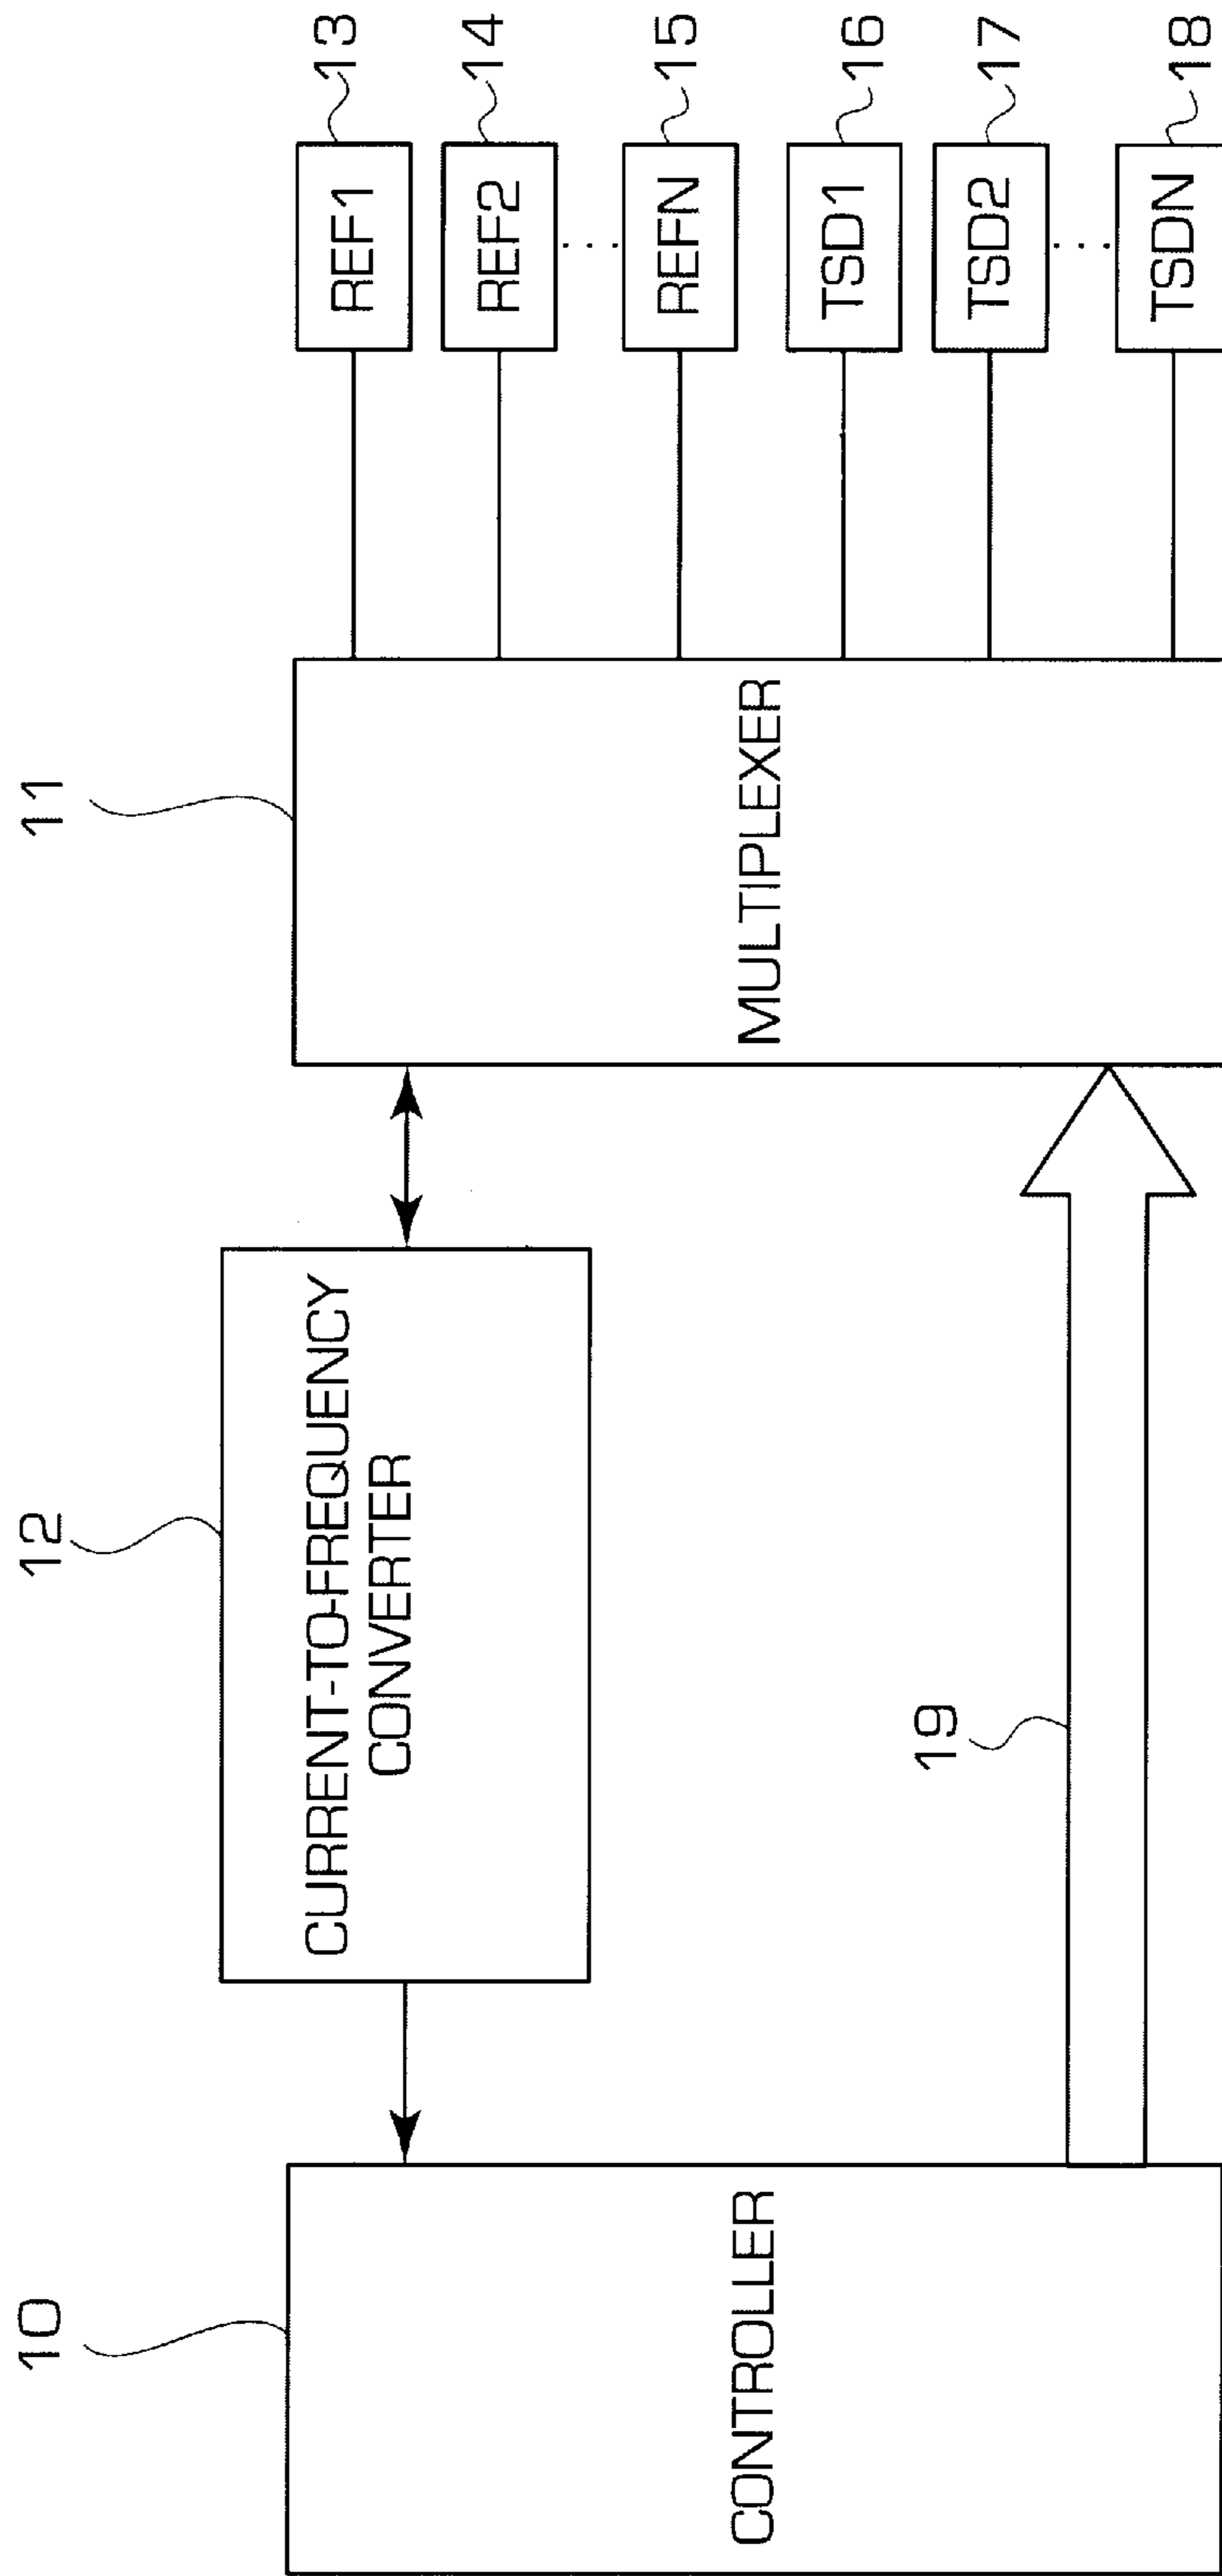 10
12
11
CONTROLLER
CURRENT-TO-FREQUENCY
CONVERTER
MULTIPLEXER
19
REF1
13
REF2
14
REFN
15
TSD1
16
TSD2
17
TSDN
18